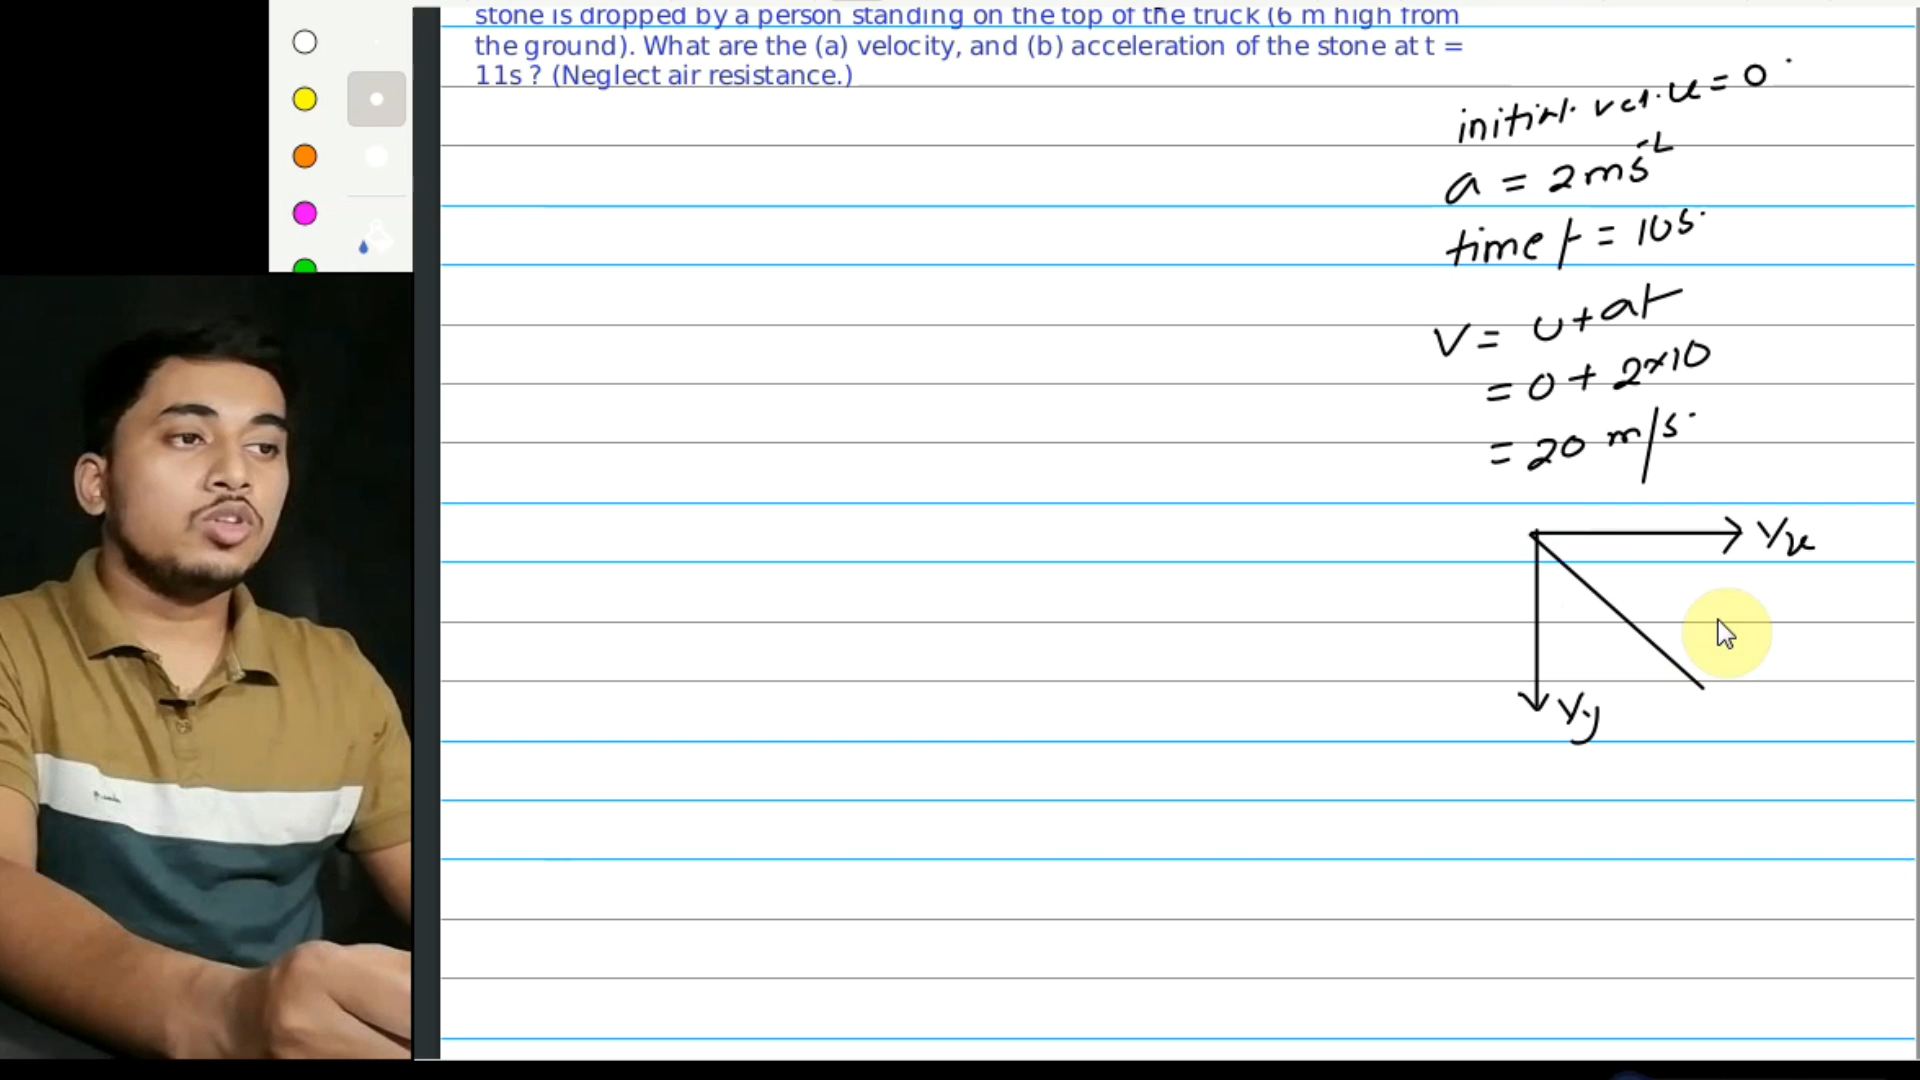 stone is dropped by a person standing on the top of the truck (6 m high from
the ground). What are the (a) velocity, and (b) acceleration of the stone at t =
11s ? (Neglect air resistance.)
initial. vel. u = 0
a = 2 ms⁻²
time t = 10s.
V = u + at
= 0 + 2×10
= 20 m/s.
Vx
Vy